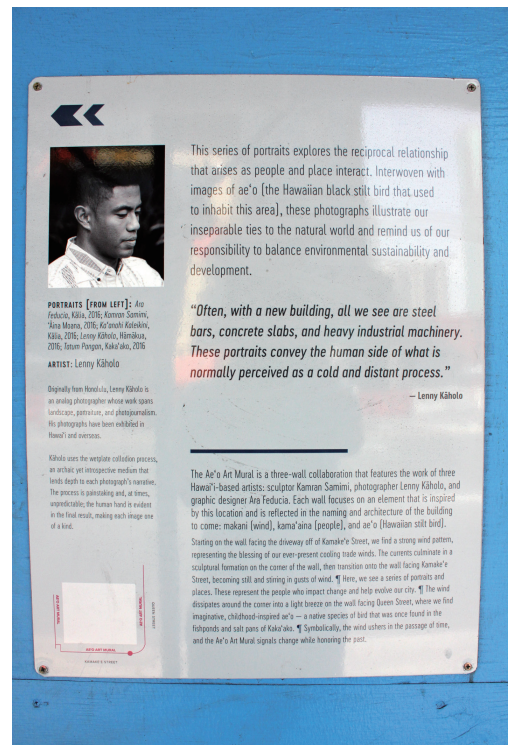 This series of portraits explores the reciprocal relationship
that arises as people and place interact. Interwoven with
images of ae‘o [the Hawaiian black stilt bird that used
to inhabit this area], these photographs illustrate our
inseparable ties to the natural world and remind us of our
responsibility to balance environmental sustainability and
development.
“Often, with a new building, all we see are steel
bars, concrete slabs, and heavy industrial machinery.
These portraits convey the human side of what is
normally perceived as a cold and distant process.”
— Lenny Kāholo
PORTRAITS [FROM LEFT]: Ara
Feducia, Kālia, 2016; Kamran Samimi,
‘Āina Moana, 2016; Ka‘onohi Kaleikini,
Kālia, 2016; Lenny Kāholo, Hāmākua,
2016; Tatum Pangan, Kaka‘ako, 2016
ARTIST: Lenny Kāholo
Originally from Honolulu, Lenny Kāholo is
an analog photographer whose work spans
landscape, portraiture, and photojournalism.
His photographs have been exhibited in
Hawai‘i and overseas.
Kāholo uses the wetplate collodion process,
an archaic yet introspective medium that
lends depth to each photograph's narrative.
The process is painstaking and, at times,
unpredictable; the human hand is evident
in the final result, making each image one
of a kind.
The Ae‘o Art Mural is a three-wall collaboration that features the work of three
Hawai‘i-based artists: sculptor Kamran Samimi, photographer Lenny Kāholo, and
graphic designer Ara Feducia. Each wall focuses on an element that is inspired
by this location and is reflected in the naming and architecture of the building
to come: makani [wind], kama‘aina [people], and ae‘o [Hawaiian stilt bird].
Starting on the wall facing the driveway off of Kamake‘e Street, we find a strong wind pattern,
representing the blessing of our ever-present cooling trade winds. The currents culminate in a
sculptural formation on the corner of the wall, then transition onto the wall facing Kamake‘e
Street, becoming still and stirring in gusts of wind. ¶ Here, we see a series of portraits and
places. These represent the people who impact change and help evolve our city. ¶ The wind
dissipates around the corner into a light breeze on the wall facing Queen Street, where we find
imaginative, childhood-inspired ae‘o — a native species of bird that was once found in the
fishponds and salt pans of Kaka‘ako. ¶ Symbolically, the wind ushers in the passage of time,
and the Ae‘o Art Mural signals change while honoring the past.
AE‘O ART MURAL
AE‘O ART MURAL
QUEEN STREET
AE‘O ART MURAL
KAMAKE‘E STREET